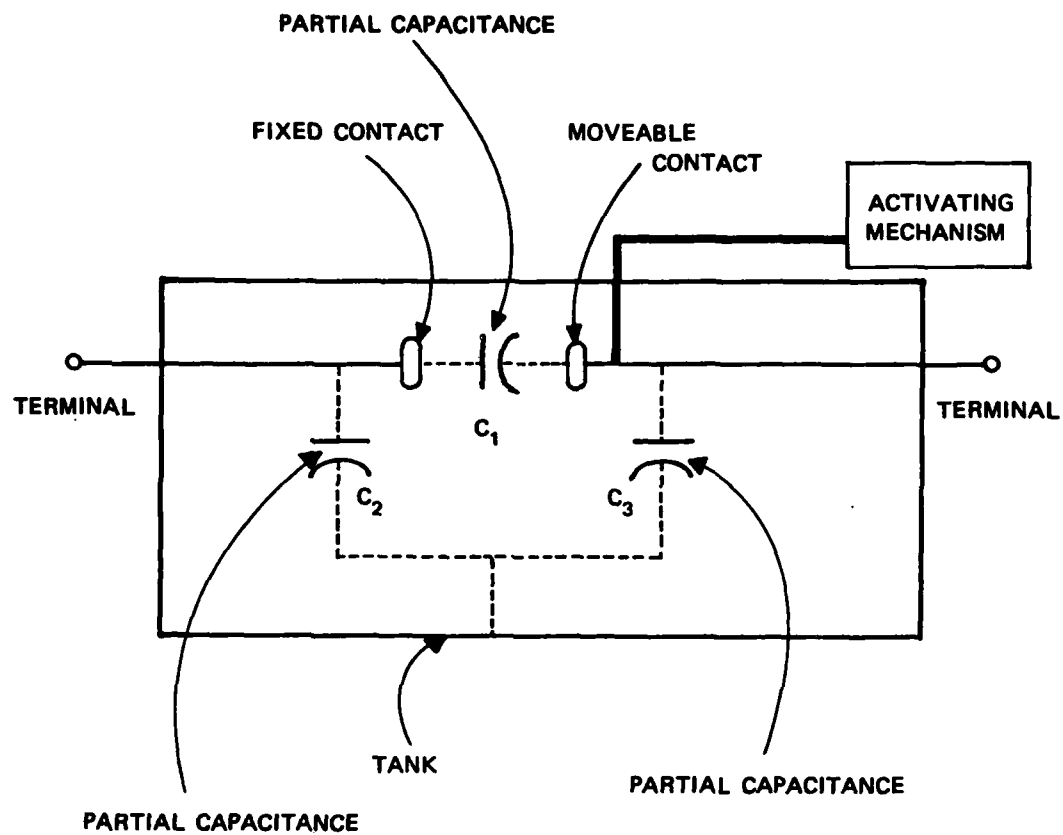 PARTIAL CAPACITANCE
FIXED CONTACT
MOVEABLE
CONTACT
ACTIVATING
MECHANISM
TERMINAL
TERMINAL
C₁
C₂
C₃
TANK
PARTIAL CAPACITANCE
PARTIAL CAPACITANCE